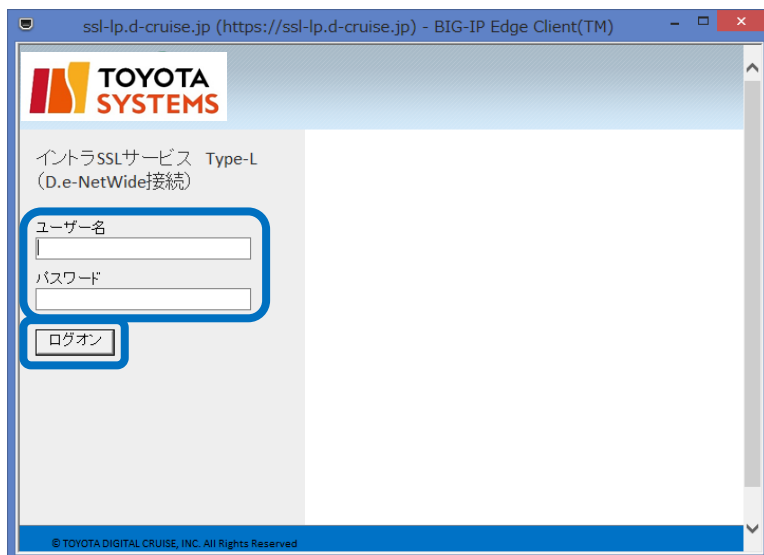 ssl-lp.d-cruise.jp (https://ssl-lp.d-cruise.jp) - BIG-IP Edge Client(TM)
TOYOTA
SYSTEMS
イントラSSLサービス　Type-L
（D.e-NetWide接続）
ユーザー名
パスワード
ログオン
© TOYOTA DIGITAL CRUISE, INC. All Rights Reserved